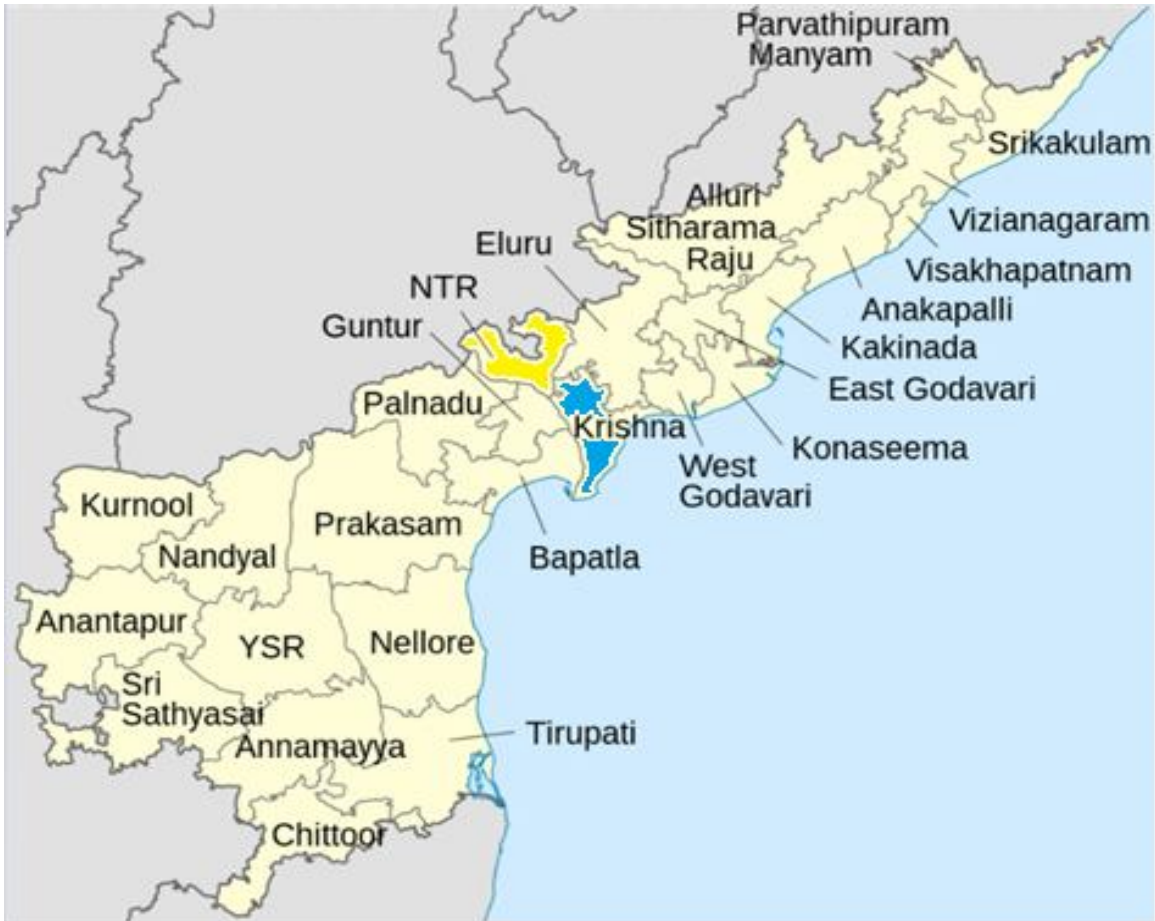 Parvathipuram
Manyam
Srikakulam
Alluri
Sitharama
Raju
Vizianagaram
Eluru
Visakhapatnam
NTR
Anakapalli
Guntur
Kakinada
East Godavari
Palnadu
Krishna
Konaseema
West
Godavari
Kurnool
Prakasam
Nandyal
Bapatla
Anantapur
YSR
Nellore
Sri
Sathyasai
Tirupati
Annamayya
Chittoor